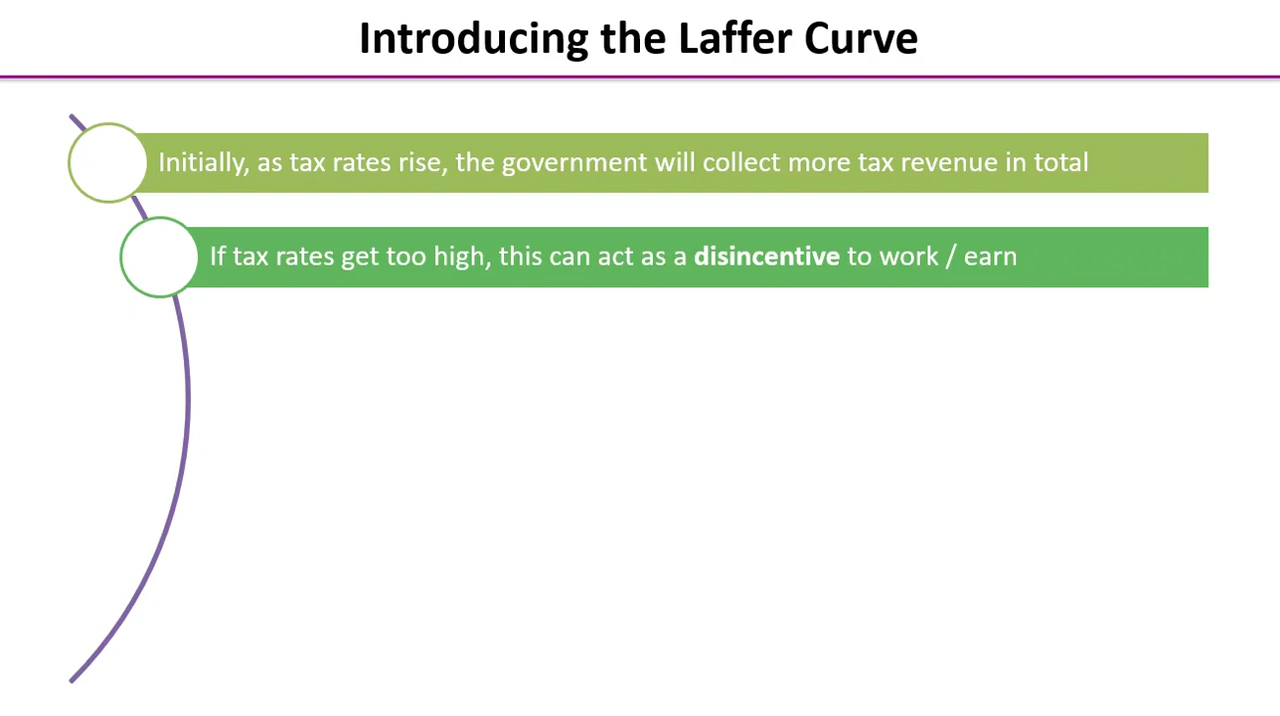 Introducing the Laffer Curve
Initially, as tax rates rise, the government will collect more tax revenue in total
If tax rates get too high, this can act as a disincentive to work / earn